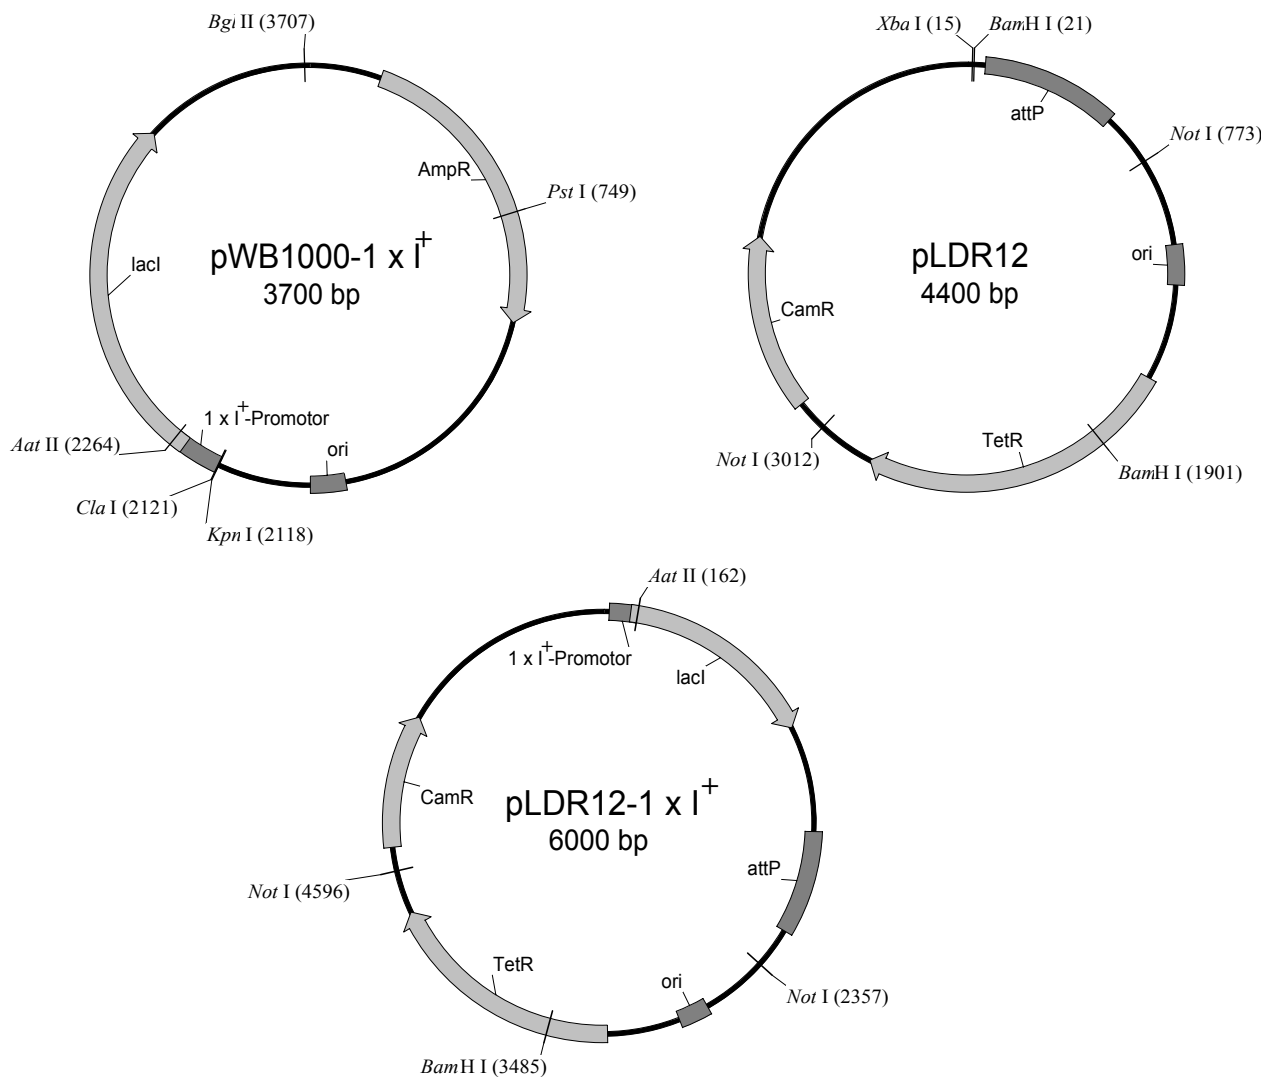 Bgl II (3707)
AmpR
Pst I (749)
lacI
pWB1000-1 x I+
3700 bp
1 x I+-Promotor
ori
Aat II (2264)
Cla I (2121)
Kpn I (2118)
Xba I (15)
BamH I (21)
attP
Not I (773)
ori
pLDR12
4400 bp
CamR
TetR
Not I (3012)
BamH I (1901)
Aat II (162)
1 x I+-Promotor
lacI
CamR
pLDR12-1 x I+
6000 bp
attP
Not I (4596)
TetR
ori
Not I (2357)
BamH I (3485)